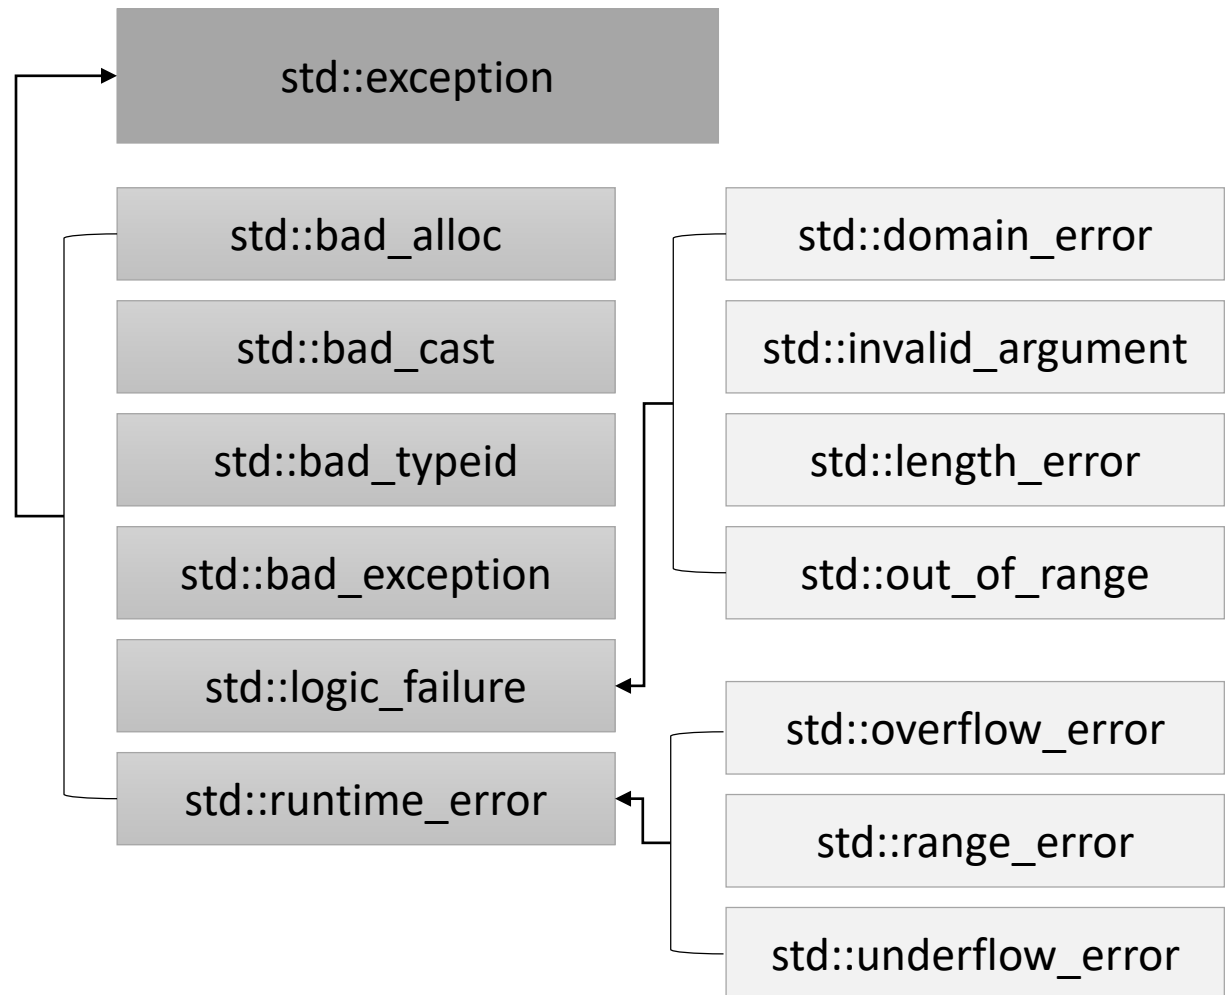 std::exception
std::bad_alloc
std::bad_cast
std::bad_typeid
std::bad_exception
std::logic_failure
std::runtime_error
std::domain_error
std::invalid_argument
std::length_error
std::out_of_range
std::overflow_error
std::range_error
std::underflow_error